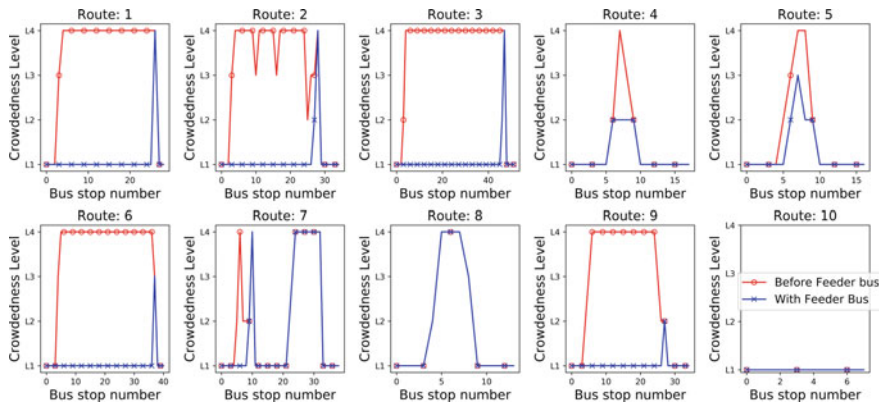 Route: 1
Route: 2
Route: 3
Route: 4
Route: 5
Crowdedness Level
L4
L3
L2
L1
0 10 20
Bus stop number
Crowdedness Level
L4
L3
L2
L1
0 10 20 30
Bus stop number
Crowdedness Level
L4
L3
L2
L1
0 20 40
Bus stop number
Crowdedness Level
L4
L3
L2
L1
0 5 10 15
Bus stop number
Crowdedness Level
L4
L3
L2
L1
0 5 10 15
Bus stop number
Route: 6
Route: 7
Route: 8
Route: 9
Route: 10
Crowdedness Level
L4
L3
L2
L1
0 10 20 30 40
Bus stop number
Crowdedness Level
L4
L3
L2
L1
0 10 20 30
Bus stop number
Crowdedness Level
L4
L3
L2
L1
0 5 10
Bus stop number
Crowdedness Level
L4
L3
L2
L1
0 10 20 30
Bus stop number
Crowdedness Level
L4
L3
L2
L1
Before Feeder bus
With Feeder Bus
0 2 4 6
Bus stop number